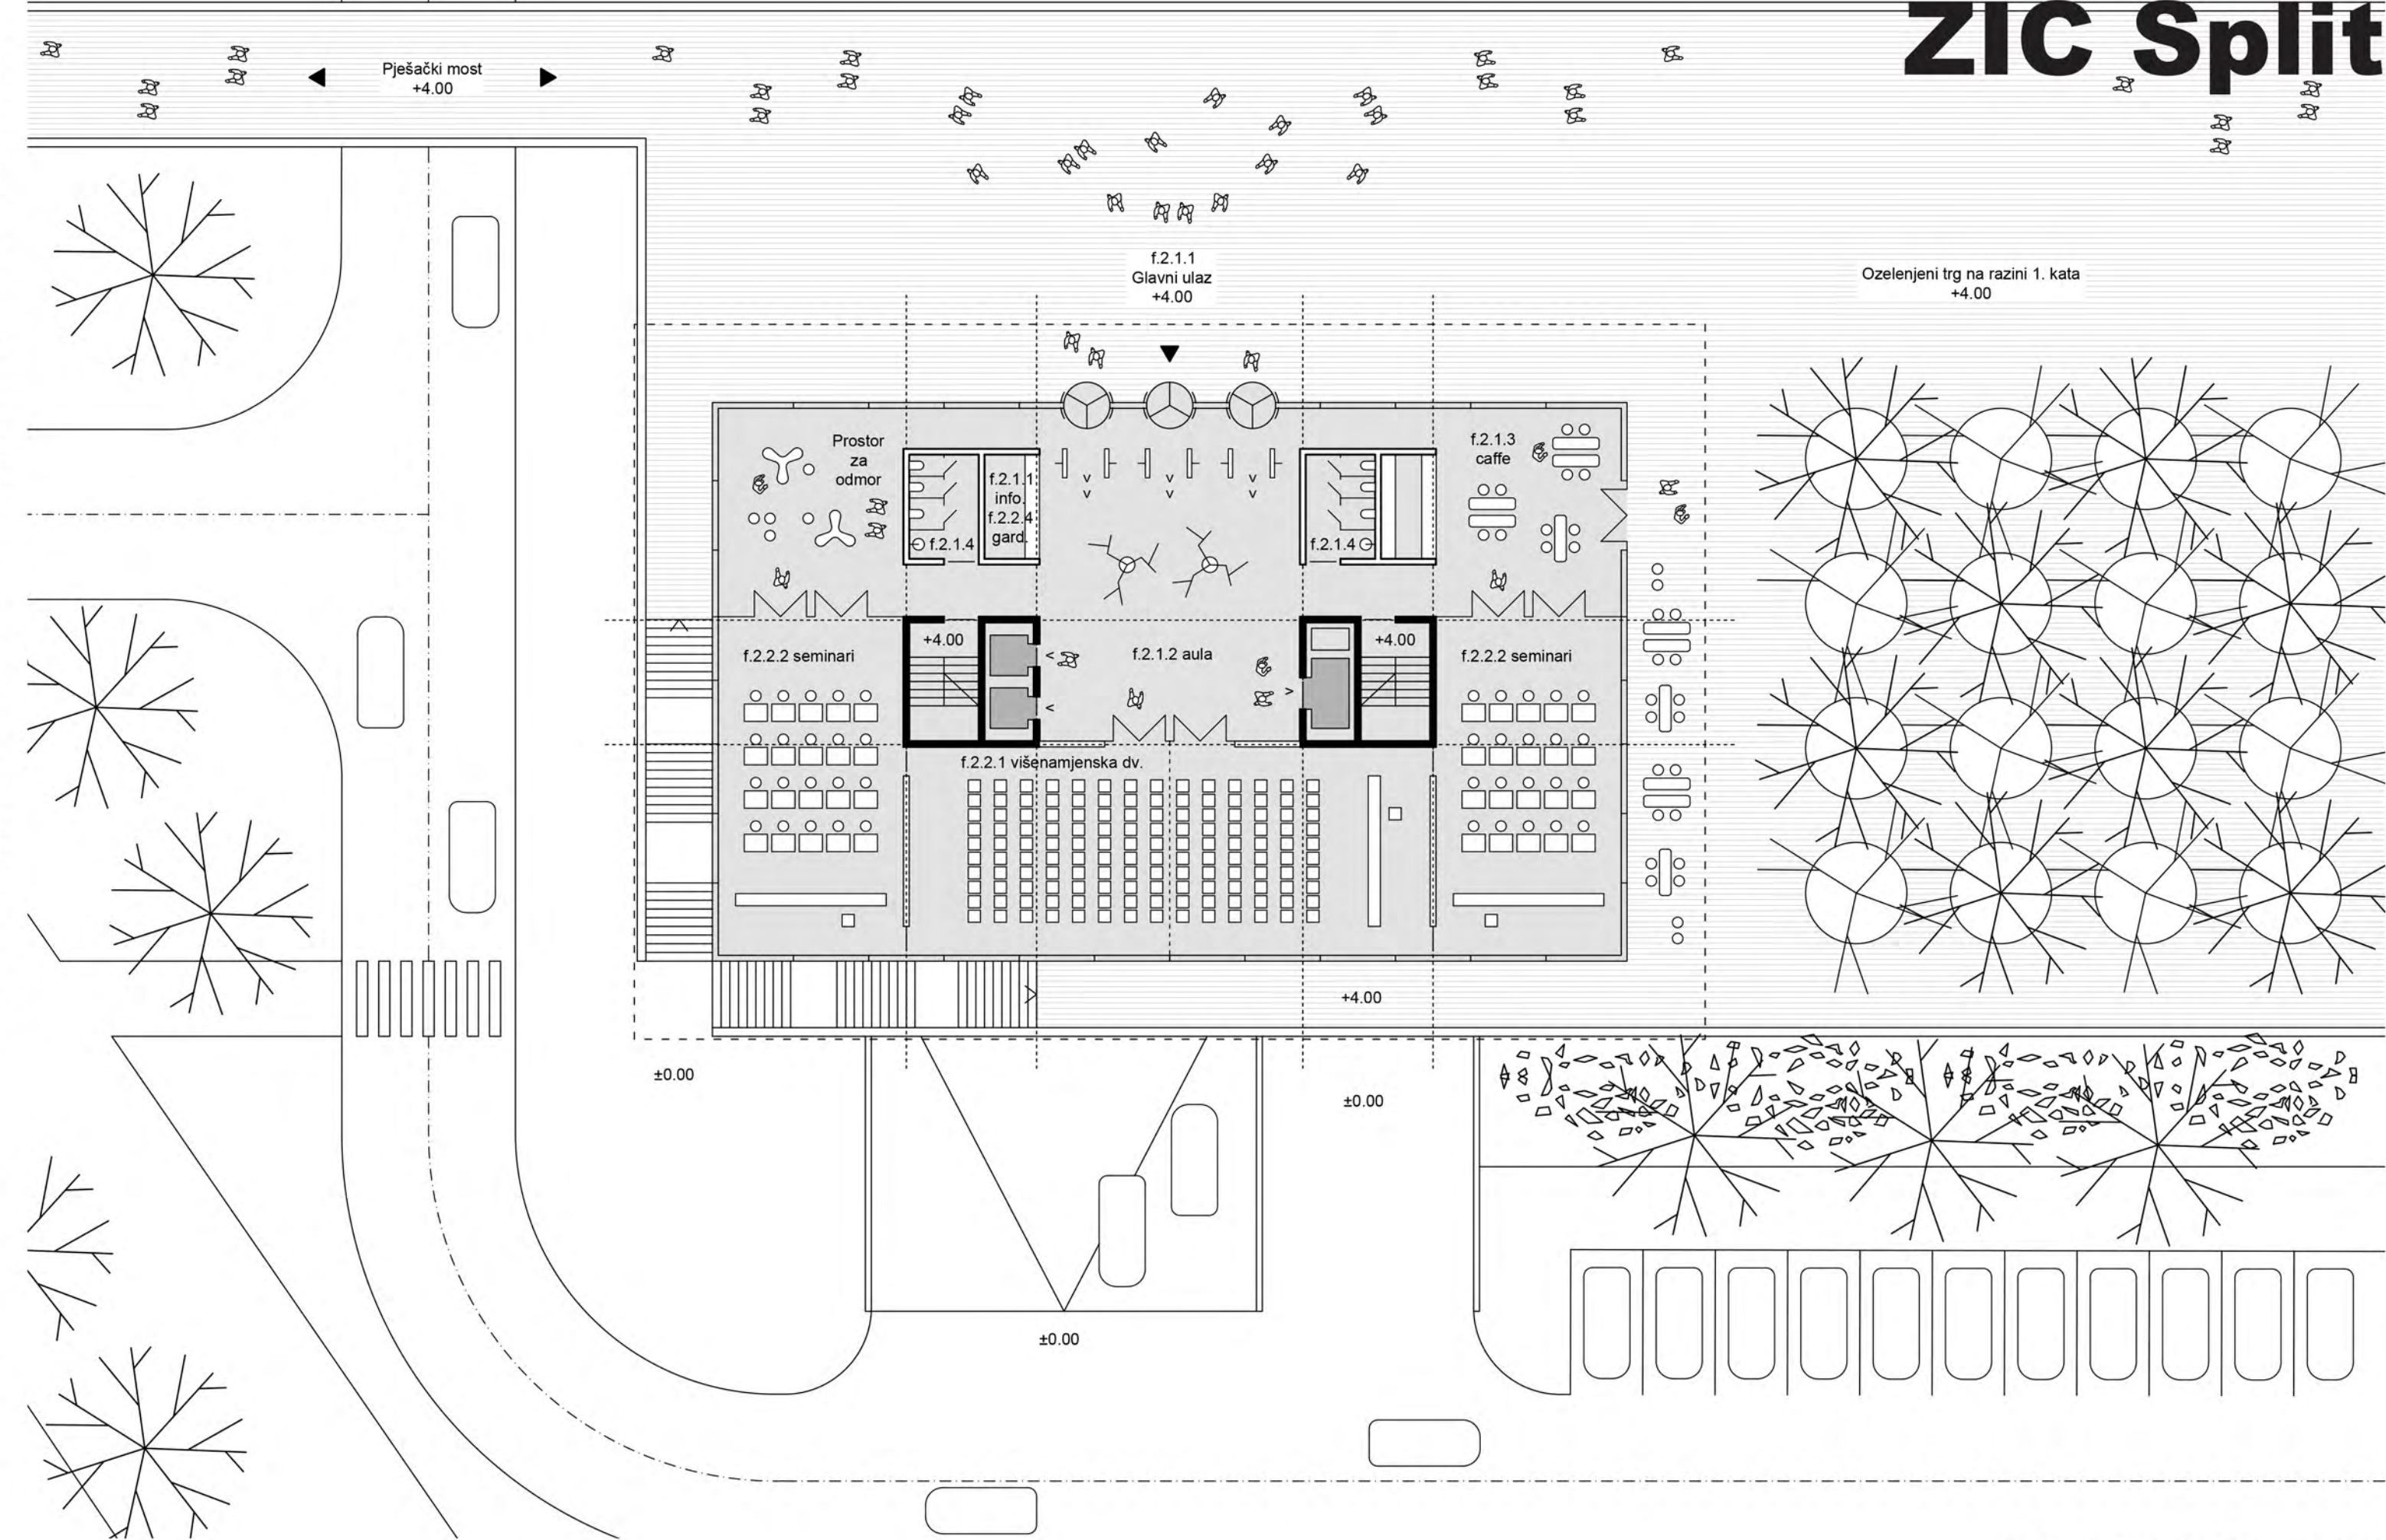 ZIC Split
Pješački most
+4.00
f.2.1.1
Glavni ulaz
+4.00
Ozelenjeni trg na razini 1. kata
+4.00
Prostor
za
odmor
f.2.1.1
info.
f.2.2.4
gard.
f.2.1.4
f.2.1.4
f.2.1.3
caffe
+4.00
+4.00
f.2.2.2 seminari
f.2.1.2 aula
f.2.2.2 seminari
f.2.2.1 višenamjenska dv.
+4.00
±0.00
±0.00
±0.00